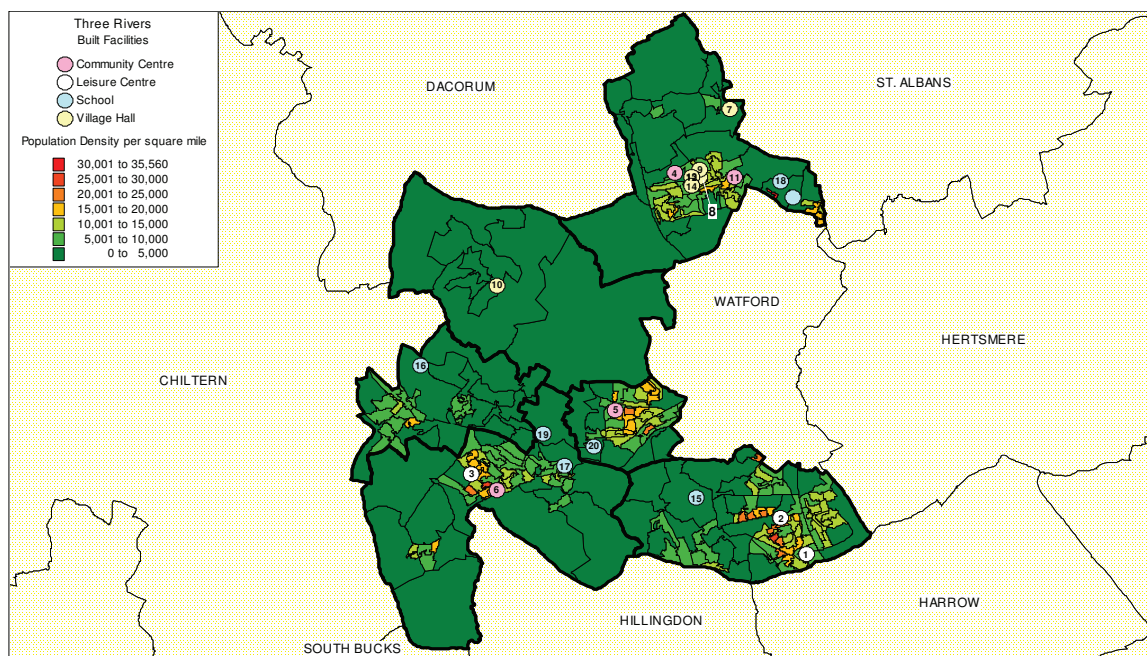 Three Rivers
Built Facilities
Community Centre
Leisure Centre
School
Village Hall
Population Density per square mile
30,001 to 35,560
25,001 to 30,000
20,001 to 25,000
15,001 to 20,000
10,001 to 15,000
5,001 to 10,000
0 to 5,000
DACORUM
ST. ALBANS
7
9
4
11
18
14
8
10
WATFORD
HERTSMERE
CHILTERN
16
5
19
20
17
3
6
15
2
1
HARROW
HILLINGDON
SOUTH BUCKS